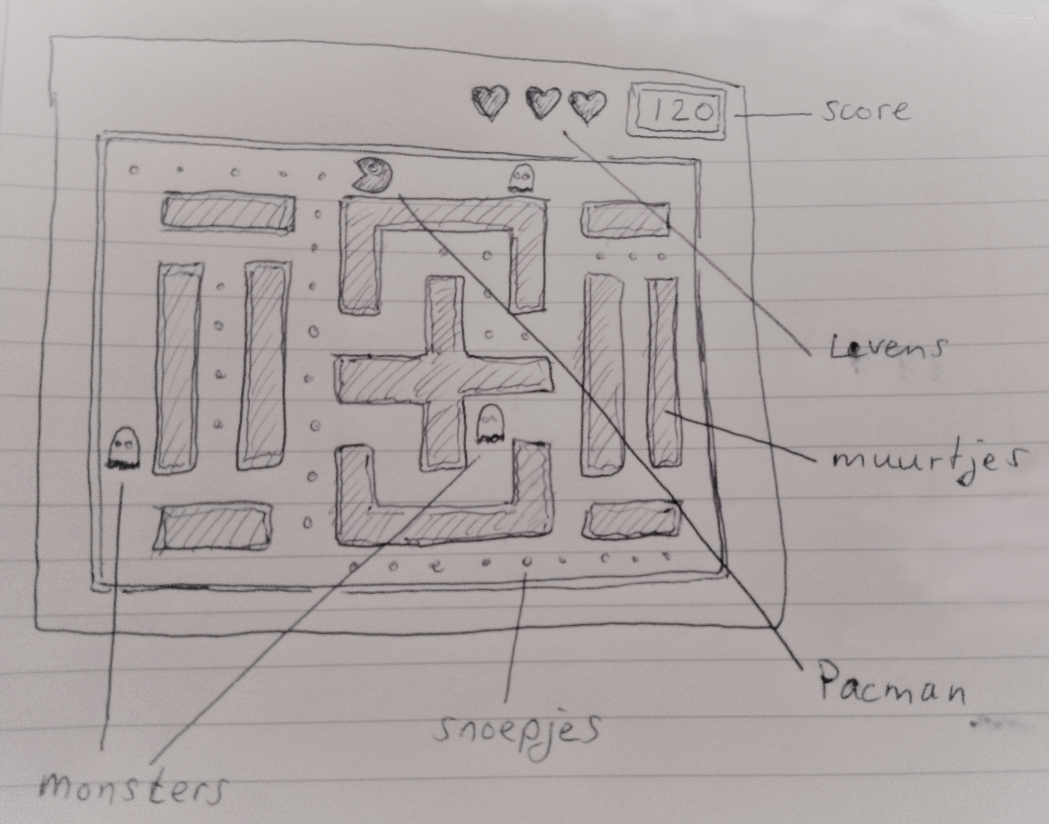 120
score
Levens
muurtjes
Pacman
snoepjes
monsters